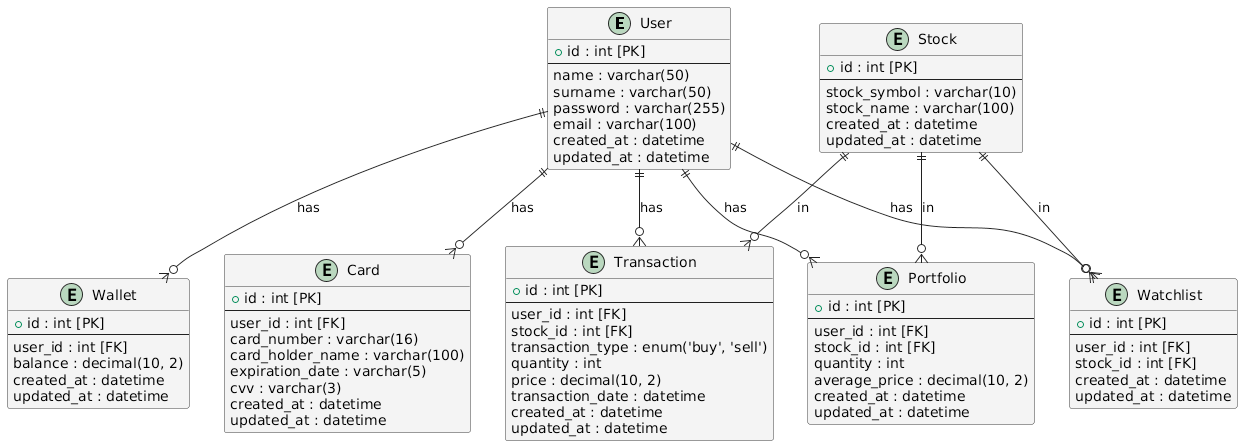 E User
id : int [PK]
name : varchar(50)
surname : varchar(50)
password : varchar(255)
email : varchar(100)
created_at : datetime
updated_at : datetime
E Stock
id : int [PK]
stock_symbol : varchar(10)
stock_name : varchar(100)
created_at : datetime
updated_at : datetime
has
has
has
has
in
has
in
in
E Wallet
id : int [PK]
user_id : int [FK]
balance : decimal(10, 2)
created_at : datetime
updated_at : datetime
E Card
id : int [PK]
user_id : int [FK]
card_number : varchar(16)
card_holder_name : varchar(100)
expiration_date : varchar(5)
cvv : varchar(3)
created_at : datetime
updated_at : datetime
E Transaction
id : int [PK]
user_id : int [FK]
stock_id : int [FK]
transaction_type : enum('buy', 'sell')
quantity : int
price : decimal(10, 2)
transaction_date : datetime
created_at : datetime
updated_at : datetime
E Portfolio
id : int [PK]
user_id : int [FK]
stock_id : int [FK]
quantity : int
average_price : decimal(10, 2)
created_at : datetime
updated_at : datetime
E Watchlist
id : int [PK]
user_id : int [FK]
stock_id : int [FK]
created_at : datetime
updated_at : datetime